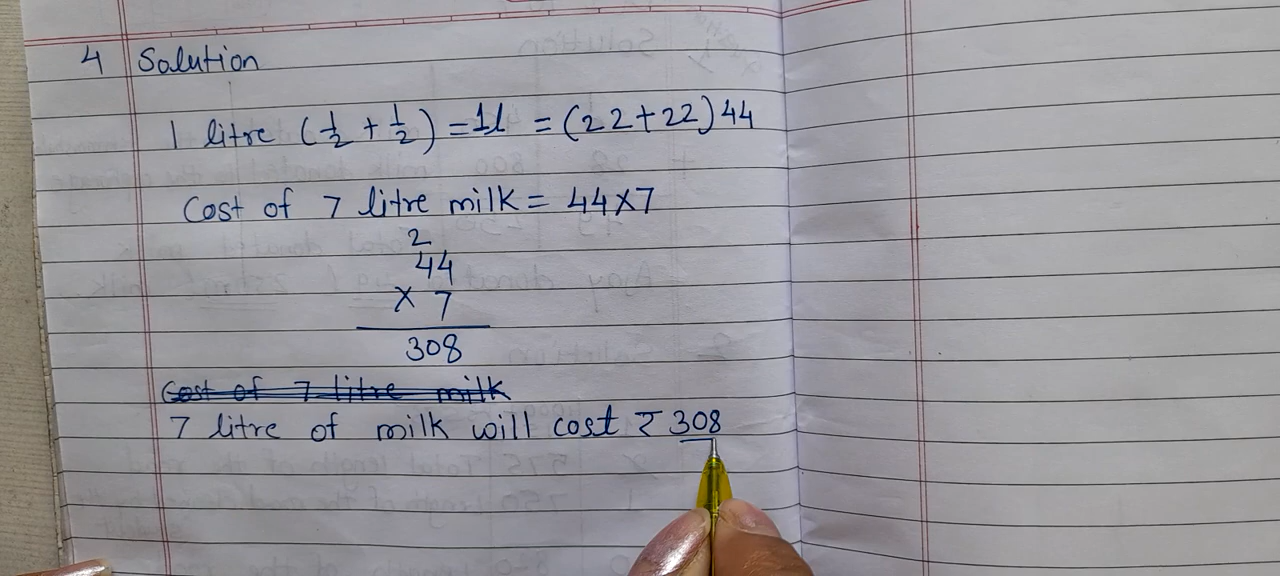 4 Solution
1 litre (1/2 + 1/2) = 1l = (22+22) 44
Cost of 7 litre milk = 44×7
2
44
× 7
308
Cost of 7 litre milk
7 litre of milk will cost ₹ 308